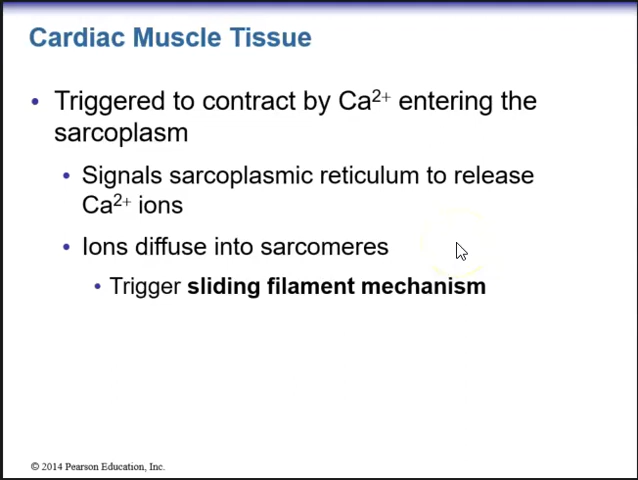 Cardiac Muscle Tissue
• Triggered to contract by Ca²⁺ entering the
sarcoplasm
• Signals sarcoplasmic reticulum to release
Ca²⁺ ions
• Ions diffuse into sarcomeres
• Trigger sliding filament mechanism
© 2014 Pearson Education, Inc.